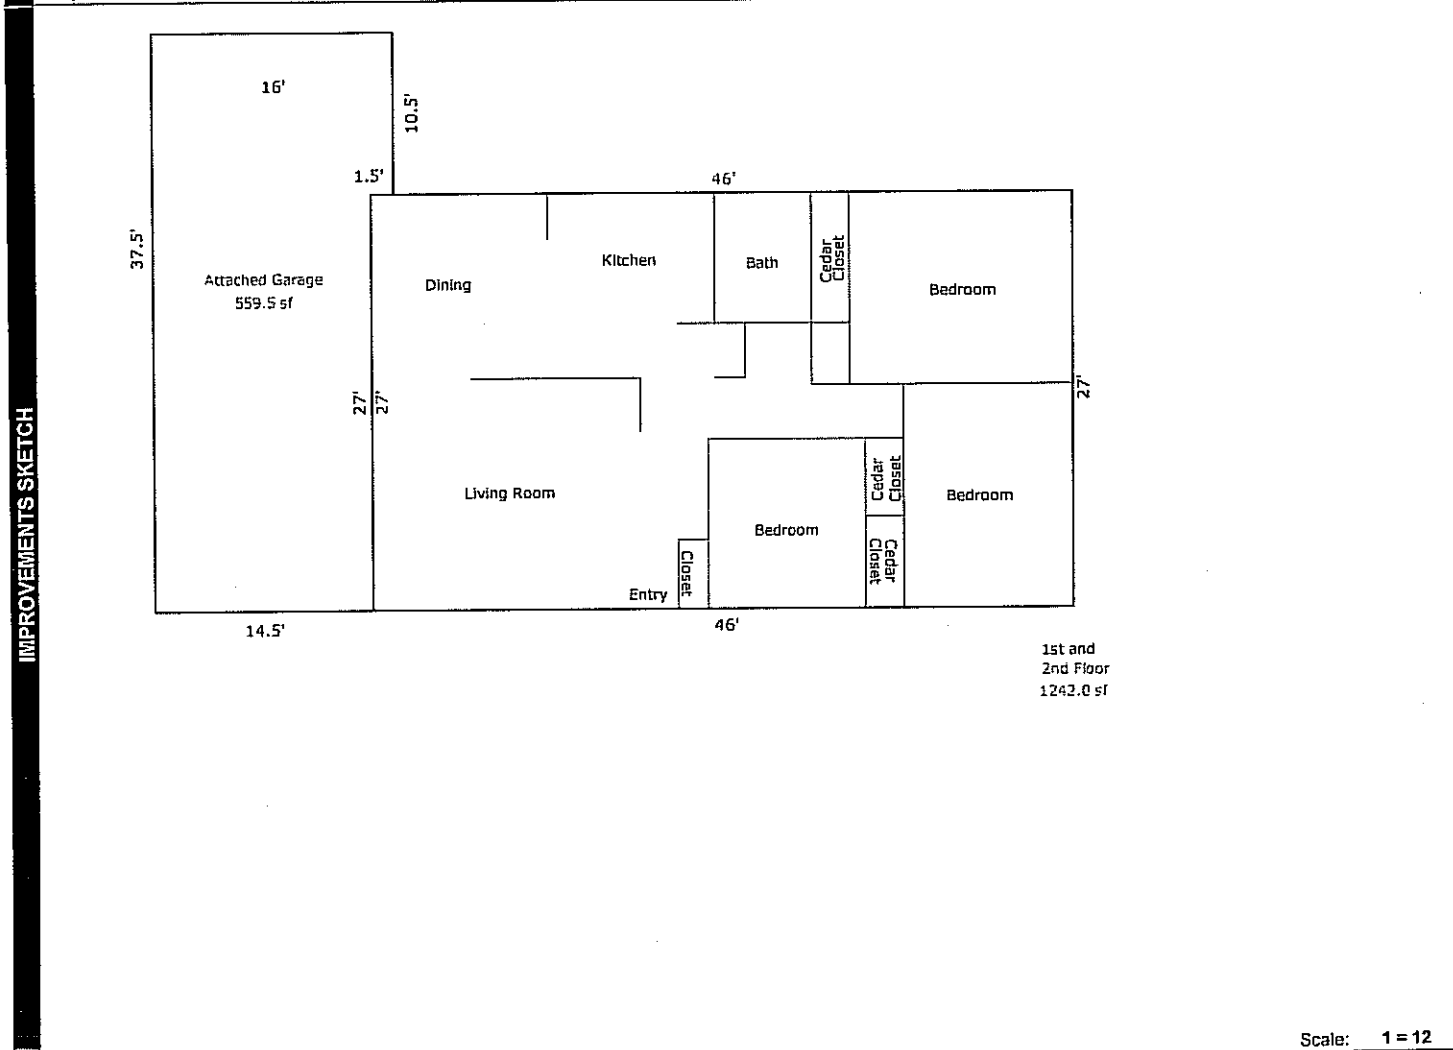 IMPROVEMENTS SKETCH
16'
10.5'
1.5'
46'
37.5'
Attached Garage
559.5 sf
Dining
Kitchen
Bath
Cedar
Closet
Bedroom
27'
27'
27'
Living Room
Bedroom
Cedar
Closet
Bedroom
Cedar
Closet
Closet
Entry
14.5'
46'
1st and
2nd Floor
1242.0 sf
Scale: 1 = 12